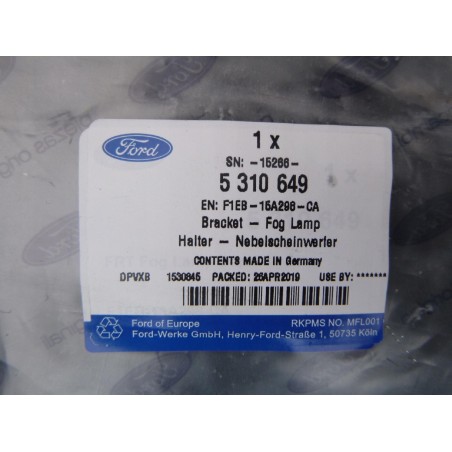 Ford
1 x
SN: -15266-
5 310 649
EN: F1EB-15A298-CA
Bracket - Fog Lamp
Halter - Nebelscheinwerfer
CONTENTS MADE IN Germany
DPVXB 1530845 PACKED: 26APR2019 USE BY: *******
Ford of Europe RKPMS NO. MFL001
Ford-Werke GmbH, Henry-Ford-Straße 1, 50735 Köln